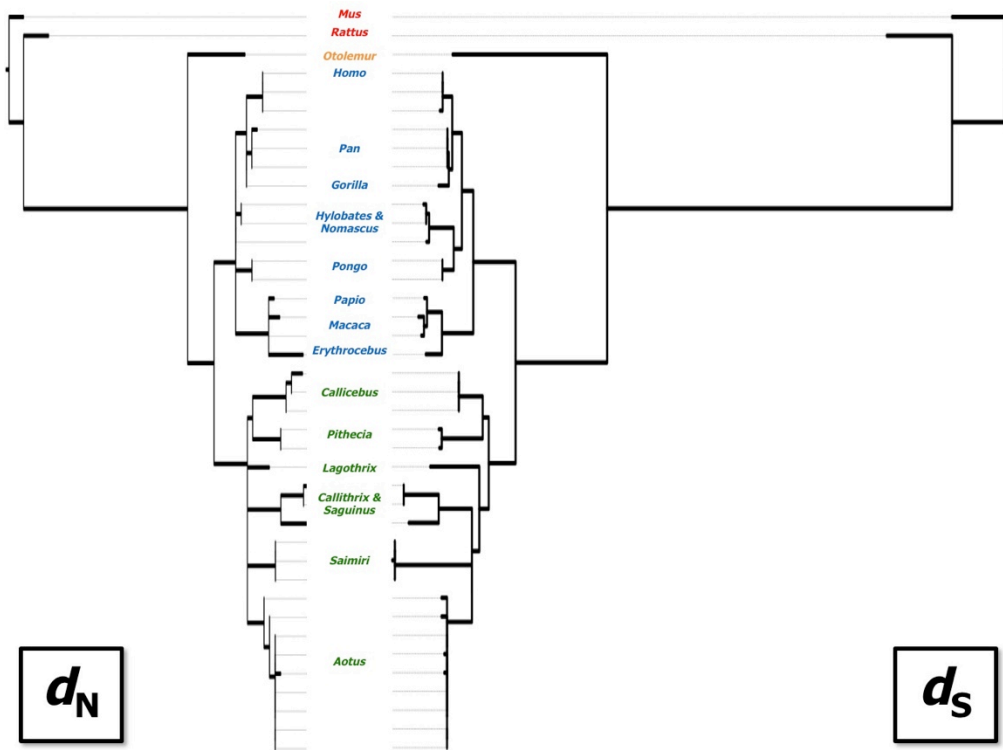 Mus
Rattus
Otolemur
Homo
Pan
Gorilla
Hylobates &
Nomascus
Pongo
Papio
Macaca
Erythrocebus
Callicebus
Pithecia
Lagothrix
Callithrix &
Saguinus
Saimiri
Aotus
dN
dS